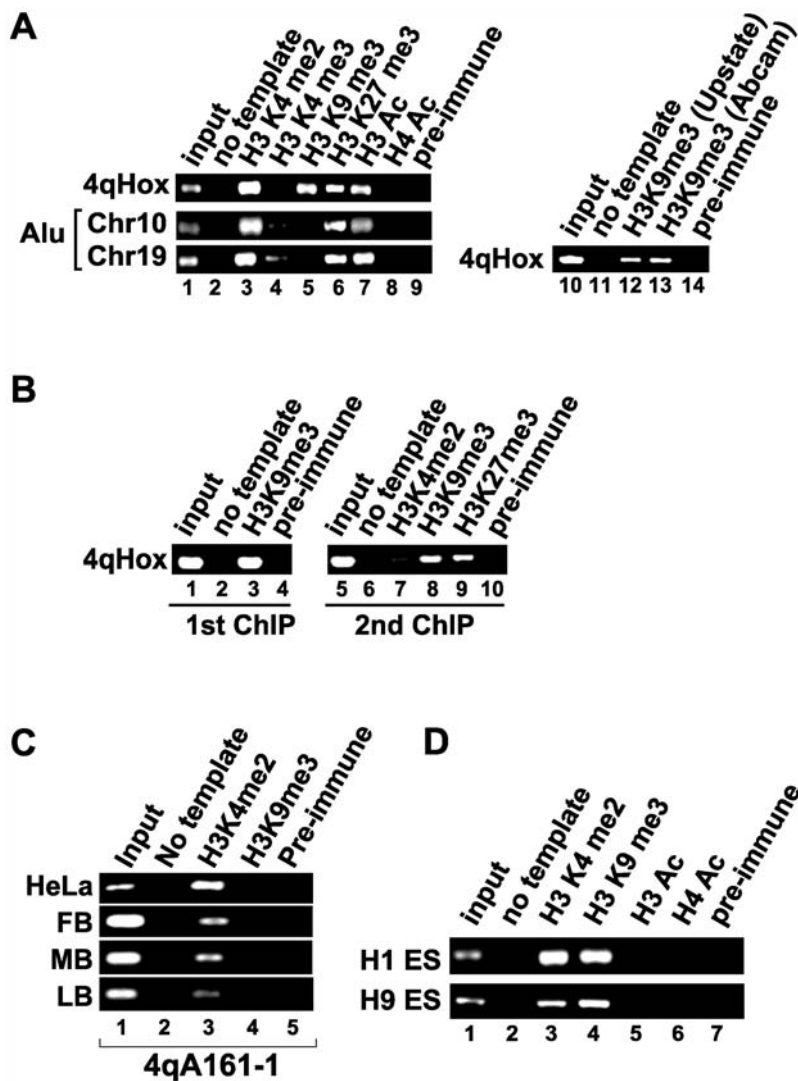 A
input
no template
H3 K4 me2
H3 K4 me3
H3 K9 me3
H3 K27 me3
H3 Ac
H4 Ac
pre-immune
4qHox
Alu
Chr10
Chr19
1 2 3 4 5 6 7 8 9
input
no template
H3K9me3 (Upstate)
H3K9me3 (Abcam)
pre-immune
4qHox
10 11 12 13 14
B
input
no template
H3K9me3
pre-immune
4qHox
1 2 3 4
1st ChIP
input
no template
H3K4me2
H3K9me3
H3K27me3
pre-immune
5 6 7 8 9 10
2nd ChIP
C
Input
No template
H3K4me2
H3K9me3
Pre-immune
HeLa
FB
MB
LB
1 2 3 4 5
4qA161-1
D
input
no template
H3 K4 me2
H3 K9 me3
H3 Ac
H4 Ac
pre-immune
H1 ES
H9 ES
1 2 3 4 5 6 7